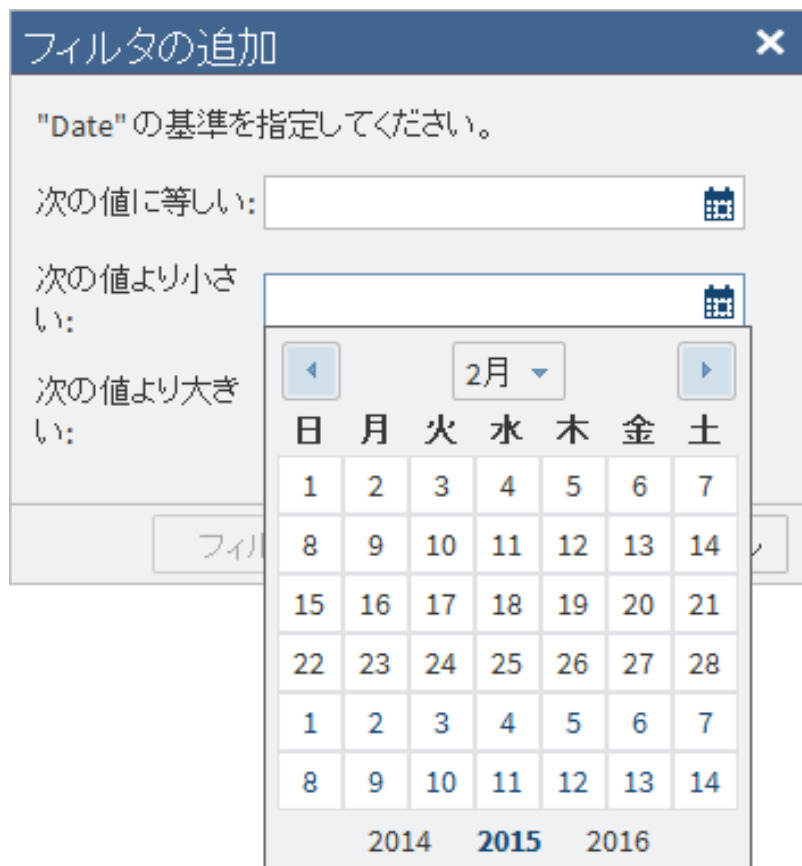 フィルタの追加
"Date" の基準を指定してください。
次の値に等しい:
次の値より小さ
い:
次の値より大き
い:
2月
日 月 火 水 木 金 土
1 2 3 4 5 6 7
8 9 10 11 12 13 14
15 16 17 18 19 20 21
22 23 24 25 26 27 28
1 2 3 4 5 6 7
8 9 10 11 12 13 14
2014 2015 2016